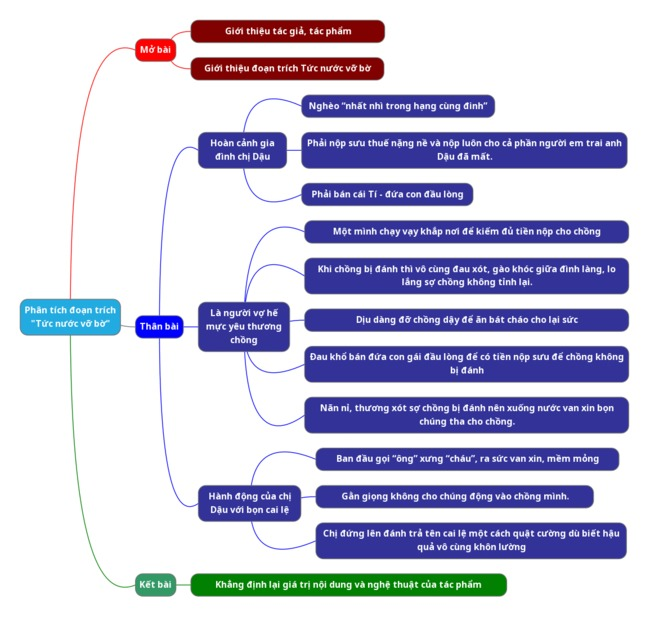 Phân tích đoạn trích
"Tức nước vỡ bờ"
Mở bài
Giới thiệu tác giả, tác phẩm
Giới thiệu đoạn trích Tức nước vỡ bờ
Thân bài
Hoàn cảnh gia
đình chị Dậu
Nghèo “nhất nhì trong hạng cùng đinh”
Phải nộp sưu thuế nặng nề và nộp luôn cho cả phần người em trai anh
Dậu đã mất.
Phải bán cái Tí - đứa con đầu lòng
Là người vợ hế
mực yêu thương
chồng
Một mình chạy vạy khắp nơi để kiếm đủ tiền nộp cho chồng
Khi chồng bị đánh thì vô cùng đau xót, gào khóc giữa đình làng, lo
lắng sợ chồng không tỉnh lại.
Dịu dàng đỡ chồng dậy để ăn bát cháo cho lại sức
Đau khổ bán đứa con gái đầu lòng để có tiền nộp sưu để chồng không
bị đánh
Năn nỉ, thương xót sợ chồng bị đánh nên xuống nước van xin bọn
chúng tha cho chồng.
Hành động của chị
Dậu với bọn cai lệ
Ban đầu gọi “ông” xưng “cháu”, ra sức van xin, mềm mỏng
Gằn giọng không cho chúng động vào chồng mình.
Chị đứng lên đánh trả tên cai lệ một cách quật cường dù biết hậu
quả vô cùng khôn lường
Kết bài
Khẳng định lại giá trị nội dung và nghệ thuật của tác phẩm